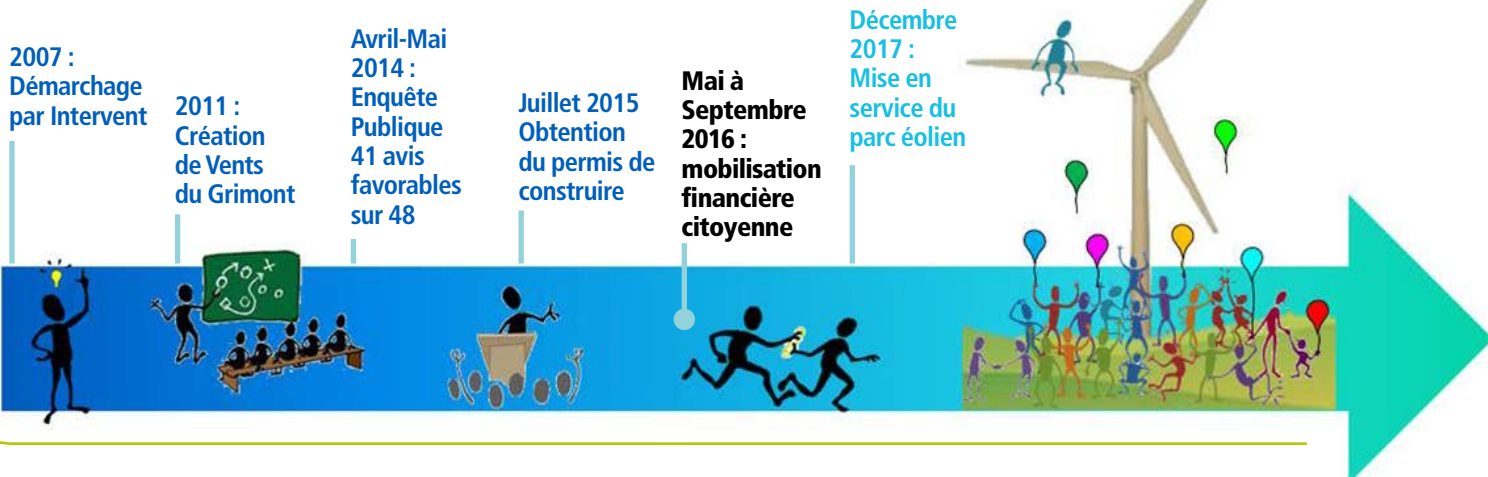 2007 :
Démarchage
par Intervent
2011 :
Création
de Vents
du Grimont
Avril-Mai
2014 :
Enquête
Publique
41 avis
favorables
sur 48
Juillet 2015
Obtention
du permis de
construire
Mai à
Septembre
2016 :
mobilisation
financière
citoyenne
Décembre
2017 :
Mise en
service du
parc éolien